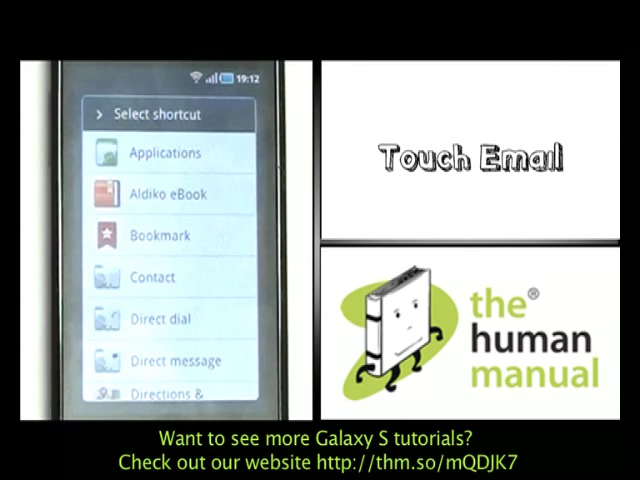 19:12
Select shortcut
Applications
Aldiko eBook
Bookmark
Contact
Direct dial
Direct message
Directions &
Touch Email
the®
human
manual
Want to see more Galaxy S tutorials?
Check out our website http://thm.so/mQDJK7